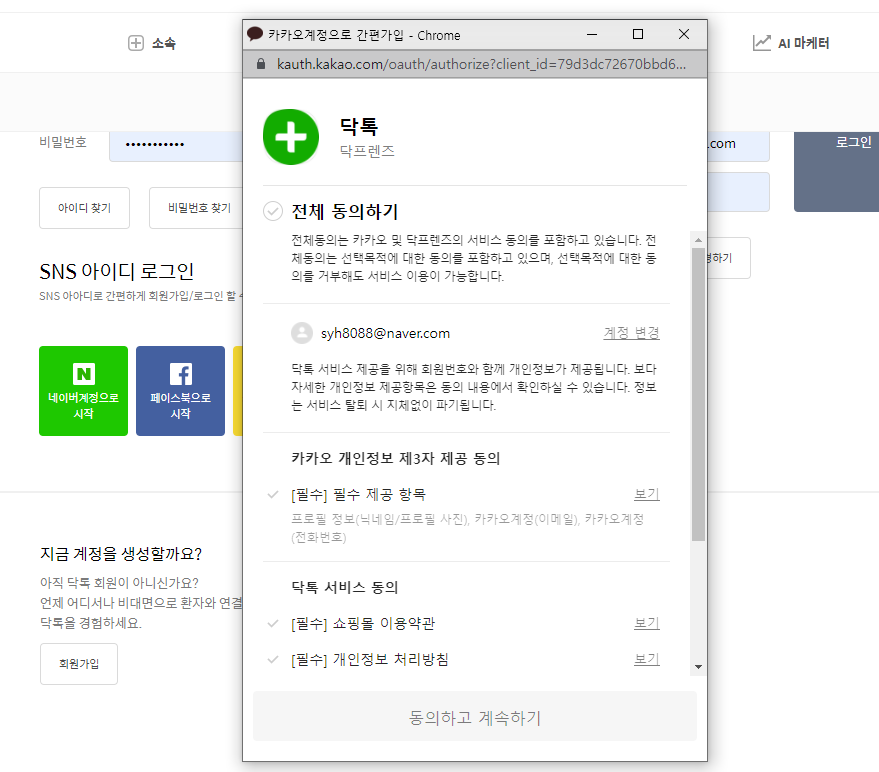 카카오계정으로 간편가입 - Chrome
kauth.kakao.com/oauth/authorize?client_id=79d3dc72670bbd6...
소속
AI 마케터
비밀번호
•••••••••••
.com
로그인
아이디 찾기
비밀번호 찾기
SNS 아이디 로그인
SNS 아아디로 간편하게 회원가입/로그인 할
N
네이버계정으로
시작
페이스북으로
시작
지금 계정을 생성할까요?
아직 닥톡 회원이 아니신가요?
언제 어디서나 비대면으로 환자와 연결
닥톡을 경험하세요.
회원가입
닥톡
닥프렌즈
전체 동의하기
전체동의는 카카오 및 닥프렌즈의 서비스 동의를 포함하고 있습니다. 전
체동의는 선택목적에 대한 동의를 포함하고 있으며, 선택목적에 대한 동
의를 거부해도 서비스 이용이 가능합니다.
syh8088@naver.com
계정 변경
닥톡 서비스 제공을 위해 회원번호와 함께 개인정보가 제공됩니다. 보다
자세한 개인정보 제공항목은 동의 내용에서 확인하실 수 있습니다. 정보
는 서비스 탈퇴 시 지체없이 파기됩니다.
카카오 개인정보 제3자 제공 동의
[필수] 필수 제공 항목
보기
프로필 정보(닉네임/프로필 사진), 카카오계정(이메일), 카카오계정
(전화번호)
닥톡 서비스 동의
[필수] 쇼핑몰 이용약관
보기
[필수] 개인정보 처리방침
보기
동의하고 계속하기